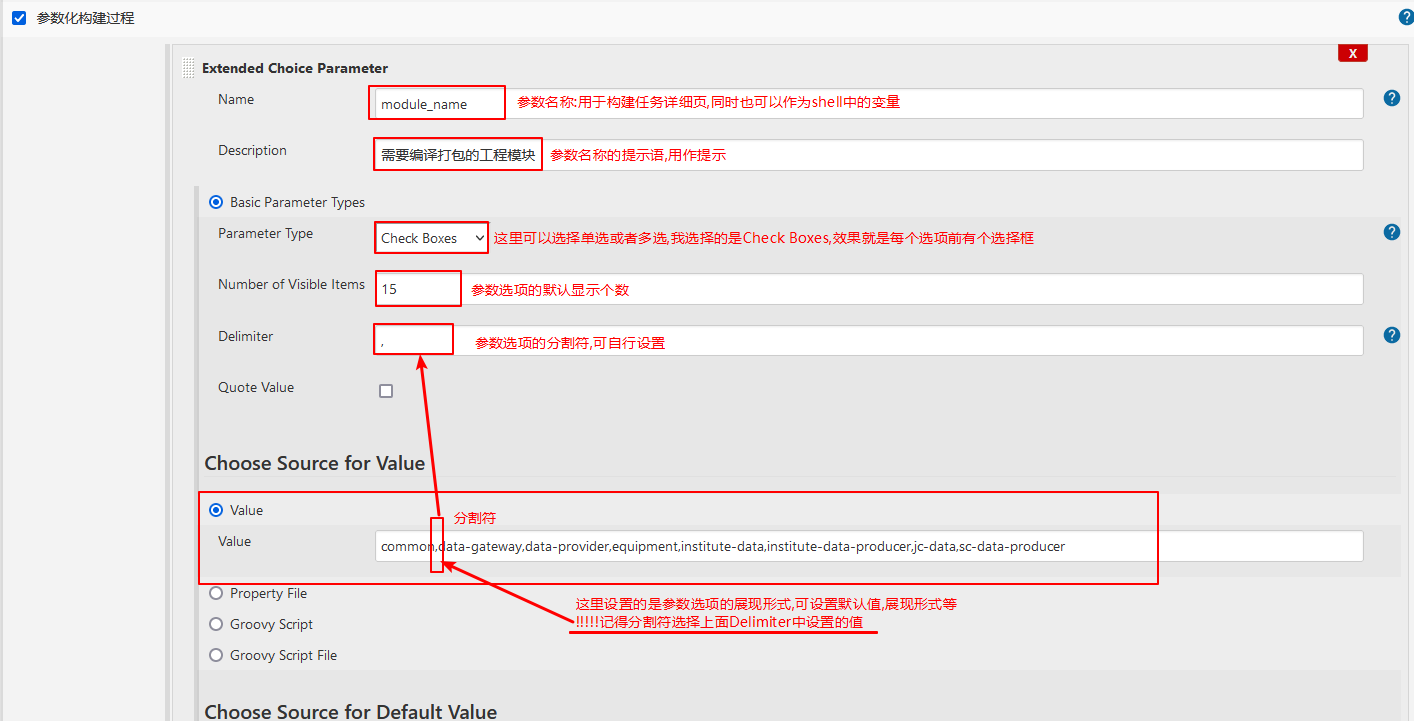 参数化构建过程
Extended Choice Parameter
X
Name
module_name
参数名称:用于构建任务详细页,同时也可以作为shell中的变量
Description
需要编译打包的工程模块
参数名称的提示语,用作提示
Basic Parameter Types
Parameter Type
Check Boxes
这里可以选择单选或者多选,我选择的是Check Boxes,效果就是每个选项前有个选择框
Number of Visible Items
15
参数选项的默认显示个数
Delimiter
,
参数选项的分割符,可自行设置
Quote Value
Choose Source for Value
Value
分割符
Value
common,data-gateway,data-provider,equipment,institute-data,institute-data-producer,jc-data,sc-data-producer
Property File
这里设置的是参数选项的展现形式,可设置默认值,展现形式等
Groovy Script
!!!!!记得分割符选择上面Delimiter中设置的值
Groovy Script File
Choose Source for Default Value